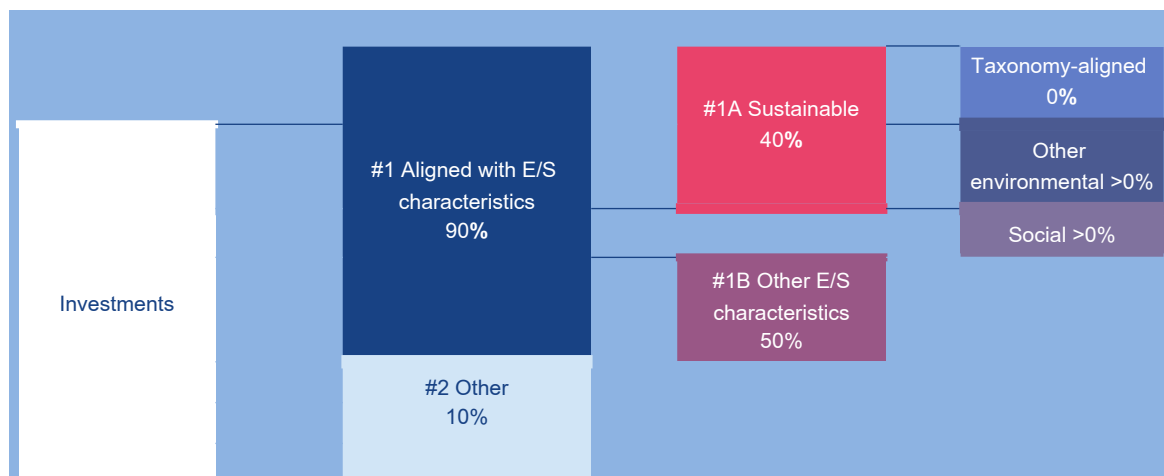 Investments
#1 Aligned with E/S
characteristics
90%
#2 Other
10%
#1A Sustainable
40%
#1B Other E/S
characteristics
50%
Taxonomy-aligned
0%
Other
environmental >0%
Social >0%